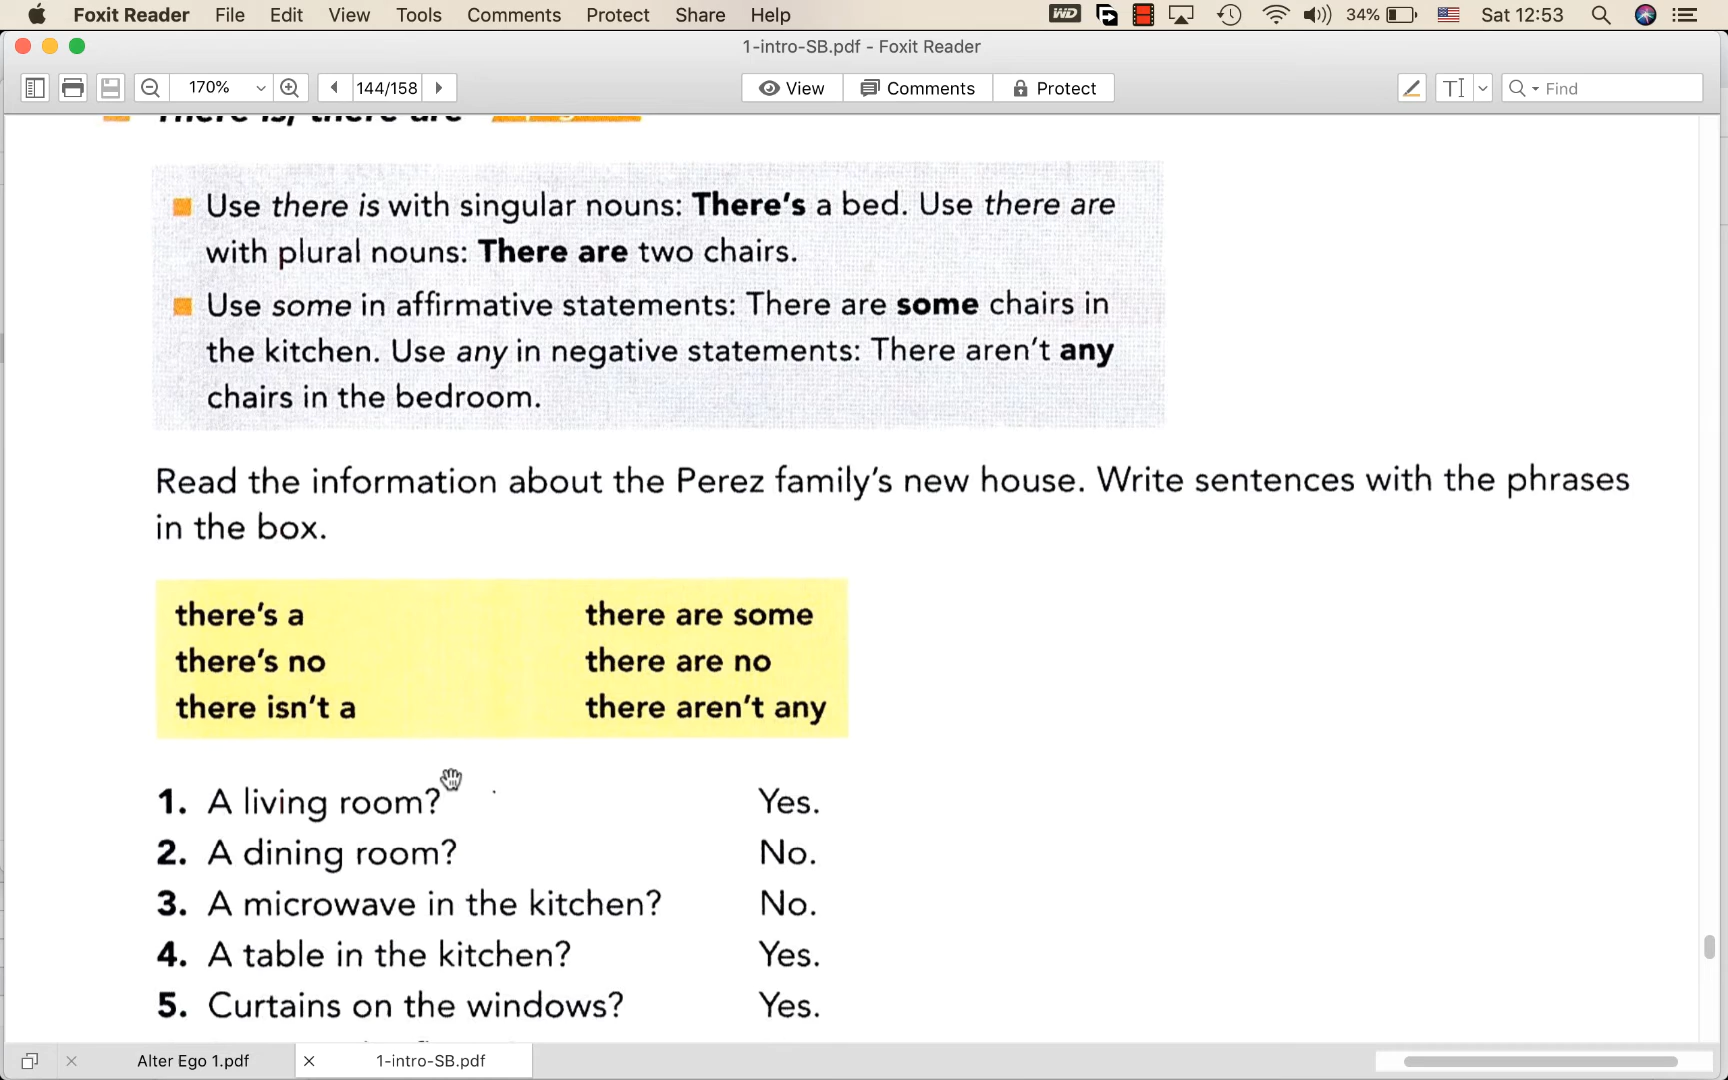 Foxit Reader File Edit View Tools Comments Protect Share Help WD 34% Sat 12:53
1-intro-SB.pdf - Foxit Reader
170% 144/158 View Comments Protect T Find
There is, there are
Use there is with singular nouns: There's a bed. Use there are
with plural nouns: There are two chairs.
Use some in affirmative statements: There are some chairs in
the kitchen. Use any in negative statements: There aren't any
chairs in the bedroom.
Read the information about the Perez family's new house. Write sentences with the phrases
in the box.
there's a there are some
there's no there are no
there isn't a there aren't any
1. A living room? Yes.
2. A dining room? No.
3. A microwave in the kitchen? No.
4. A table in the kitchen? Yes.
5. Curtains on the windows? Yes.
Alter Ego 1.pdf 1-intro-SB.pdf